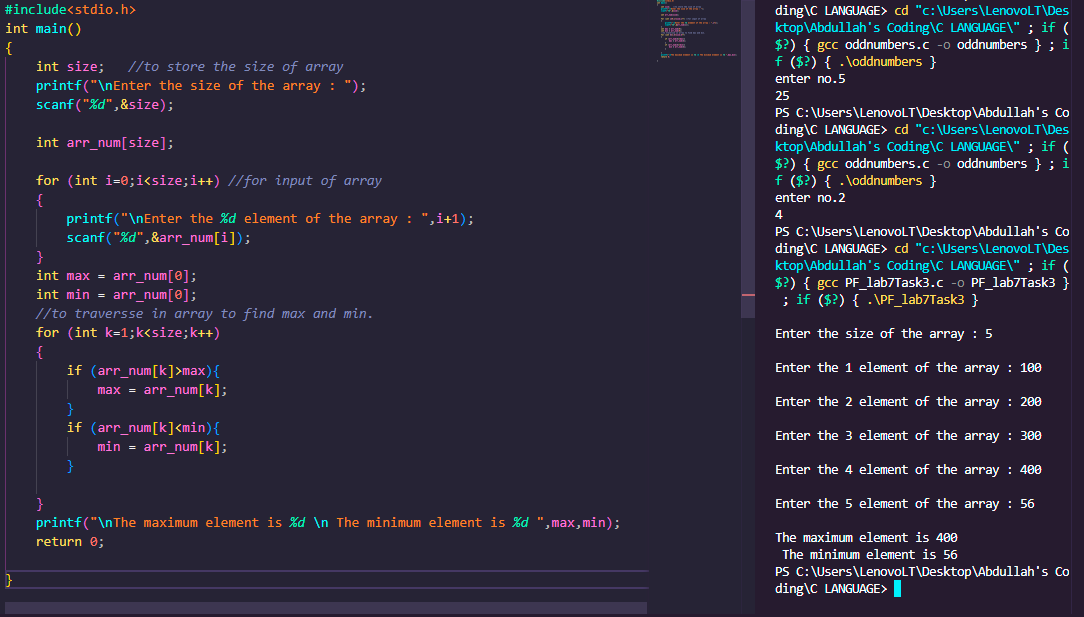 #include<stdio.h>
int main()
{
    int size;   //to store the size of array
    printf("\nEnter the size of the array : ");
    scanf("%d",&size);

    int arr_num[size];

    for (int i=0;i<size;i++) //for input of array
    {
        printf("\nEnter the %d element of the array : ",i+1);
        scanf("%d",&arr_num[i]);
    }
    int max = arr_num[0];
    int min = arr_num[0];
    //to traversse in array to find max and min.
    for (int k=1;k<size;k++)
    {
        if (arr_num[k]>max){
            max = arr_num[k];
        }
        if (arr_num[k]<min){
            min = arr_num[k];
        }

    }
    printf("\nThe maximum element is %d \n The minimum element is %d ",max,min);
    return 0;

}
ding\C LANGUAGE> cd "c:\Users\LenovoLT\Des
ktop\Abdullah's Coding\C LANGUAGE\" ; if (
$?) { gcc oddnumbers.c -o oddnumbers } ; i
f ($?) { .\oddnumbers }
enter no.5
25
PS C:\Users\LenovoLT\Desktop\Abdullah's Co
ding\C LANGUAGE> cd "c:\Users\LenovoLT\Des
ktop\Abdullah's Coding\C LANGUAGE\" ; if (
$?) { gcc oddnumbers.c -o oddnumbers } ; i
f ($?) { .\oddnumbers }
enter no.2
4
PS C:\Users\LenovoLT\Desktop\Abdullah's Co
ding\C LANGUAGE> cd "c:\Users\LenovoLT\Des
ktop\Abdullah's Coding\C LANGUAGE\" ; if (
$?) { gcc PF_lab7Task3.c -o PF_lab7Task3 }
 ; if ($?) { .\PF_lab7Task3 }

Enter the size of the array : 5

Enter the 1 element of the array : 100

Enter the 2 element of the array : 200

Enter the 3 element of the array : 300

Enter the 4 element of the array : 400

Enter the 5 element of the array : 56

The maximum element is 400
 The minimum element is 56
PS C:\Users\LenovoLT\Desktop\Abdullah's Co
ding\C LANGUAGE>